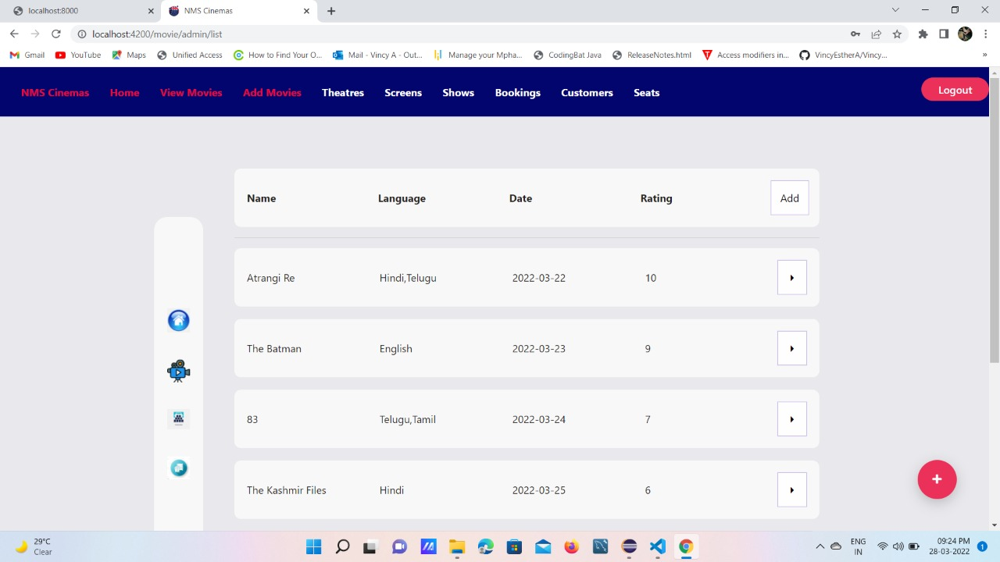 localhost:8000
NMS Cinemas
localhost:4200/movie/admin/list
Gmail YouTube Maps Unified Access How to Find Your O... Mail - Vincy A - Out... Manage your Mpha... CodingBat Java ReleaseNotes.html Access modifiers in... VincyEstherA/Vincy... »
NMS Cinemas Home View Movies Add Movies Theatres Screens Shows Bookings Customers Seats Logout
Name Language Date Rating Add
Atrangi Re Hindi,Telugu 2022-03-22 10
The Batman English 2022-03-23 9
83 Telugu,Tamil 2022-03-24 7
The Kashmir Files Hindi 2022-03-25 6
+
29°C
Clear
ENG
IN
09:24 PM
28-03-2022
1